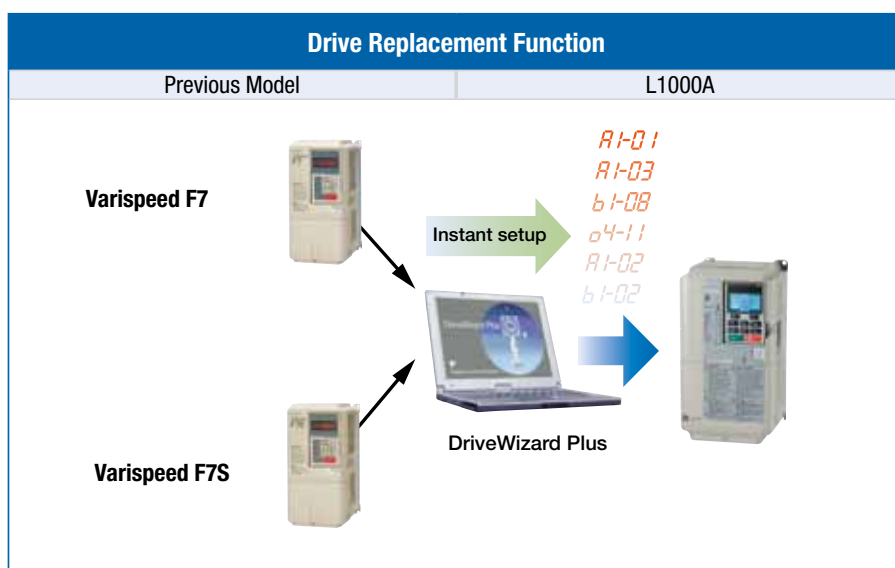 Drive Replacement Function
Previous Model
L1000A
Varispeed F7
Instant setup
A1-01
A1-03
b1-08
o4-11
A1-02
b1-02
DriveWizard Plus
Varispeed F7S